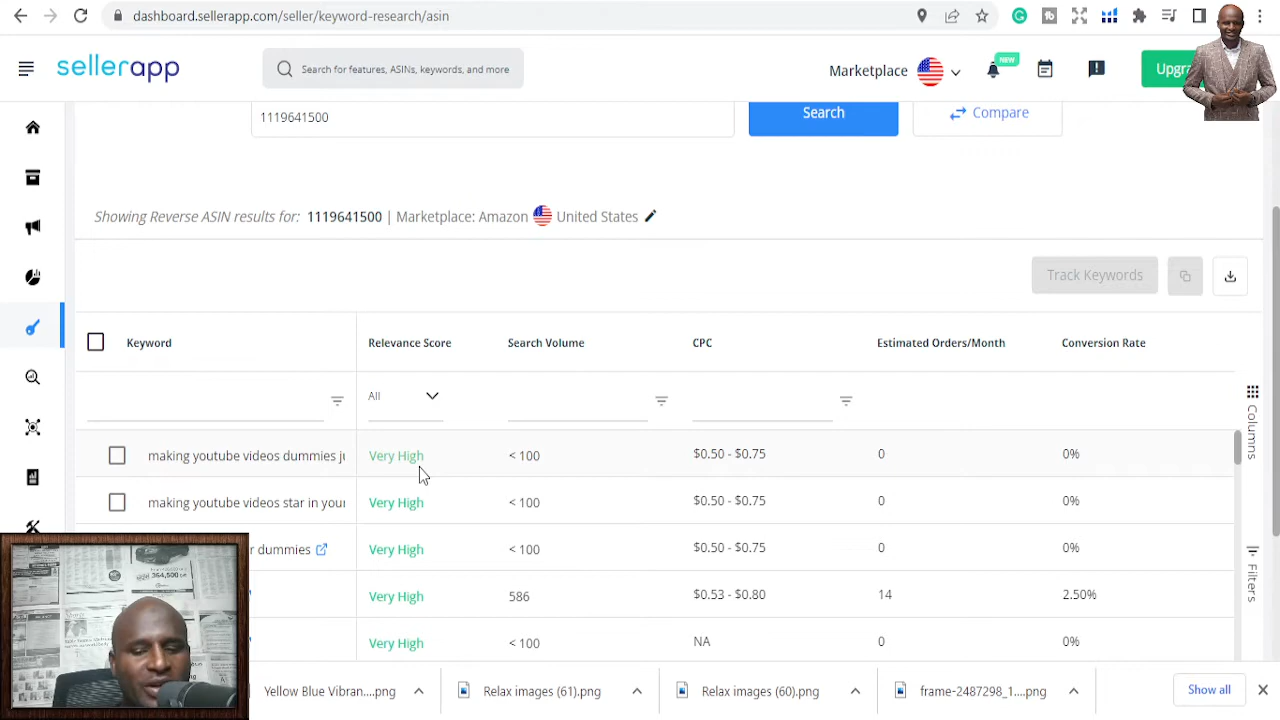 dashboard.sellerapp.com/seller/keyword-research/asin
sellerapp
Search for features, ASINs, keywords, and more
Marketplace
NEW
Upgra
1119641500
Search
Compare
Showing Reverse ASIN results for: 1119641500 | Marketplace: Amazon United States
Track Keywords
Keyword Relevance Score Search Volume CPC Estimated Orders/Month Conversion Rate
All
Columns
making youtube videos dummies ju Very High < 100 $0.50 - $0.75 0 0%
making youtube videos star in your Very High < 100 $0.50 - $0.75 0 0%
r dummies Very High < 100 $0.50 - $0.75 0 0%
Filters
Very High 586 $0.53 - $0.80 14 2.50%
Very High < 100 NA 0 0%
364,500
Yellow Blue Vibran....png
Relax images (61).png
Relax images (60).png
frame-2487298_1....png
Show all